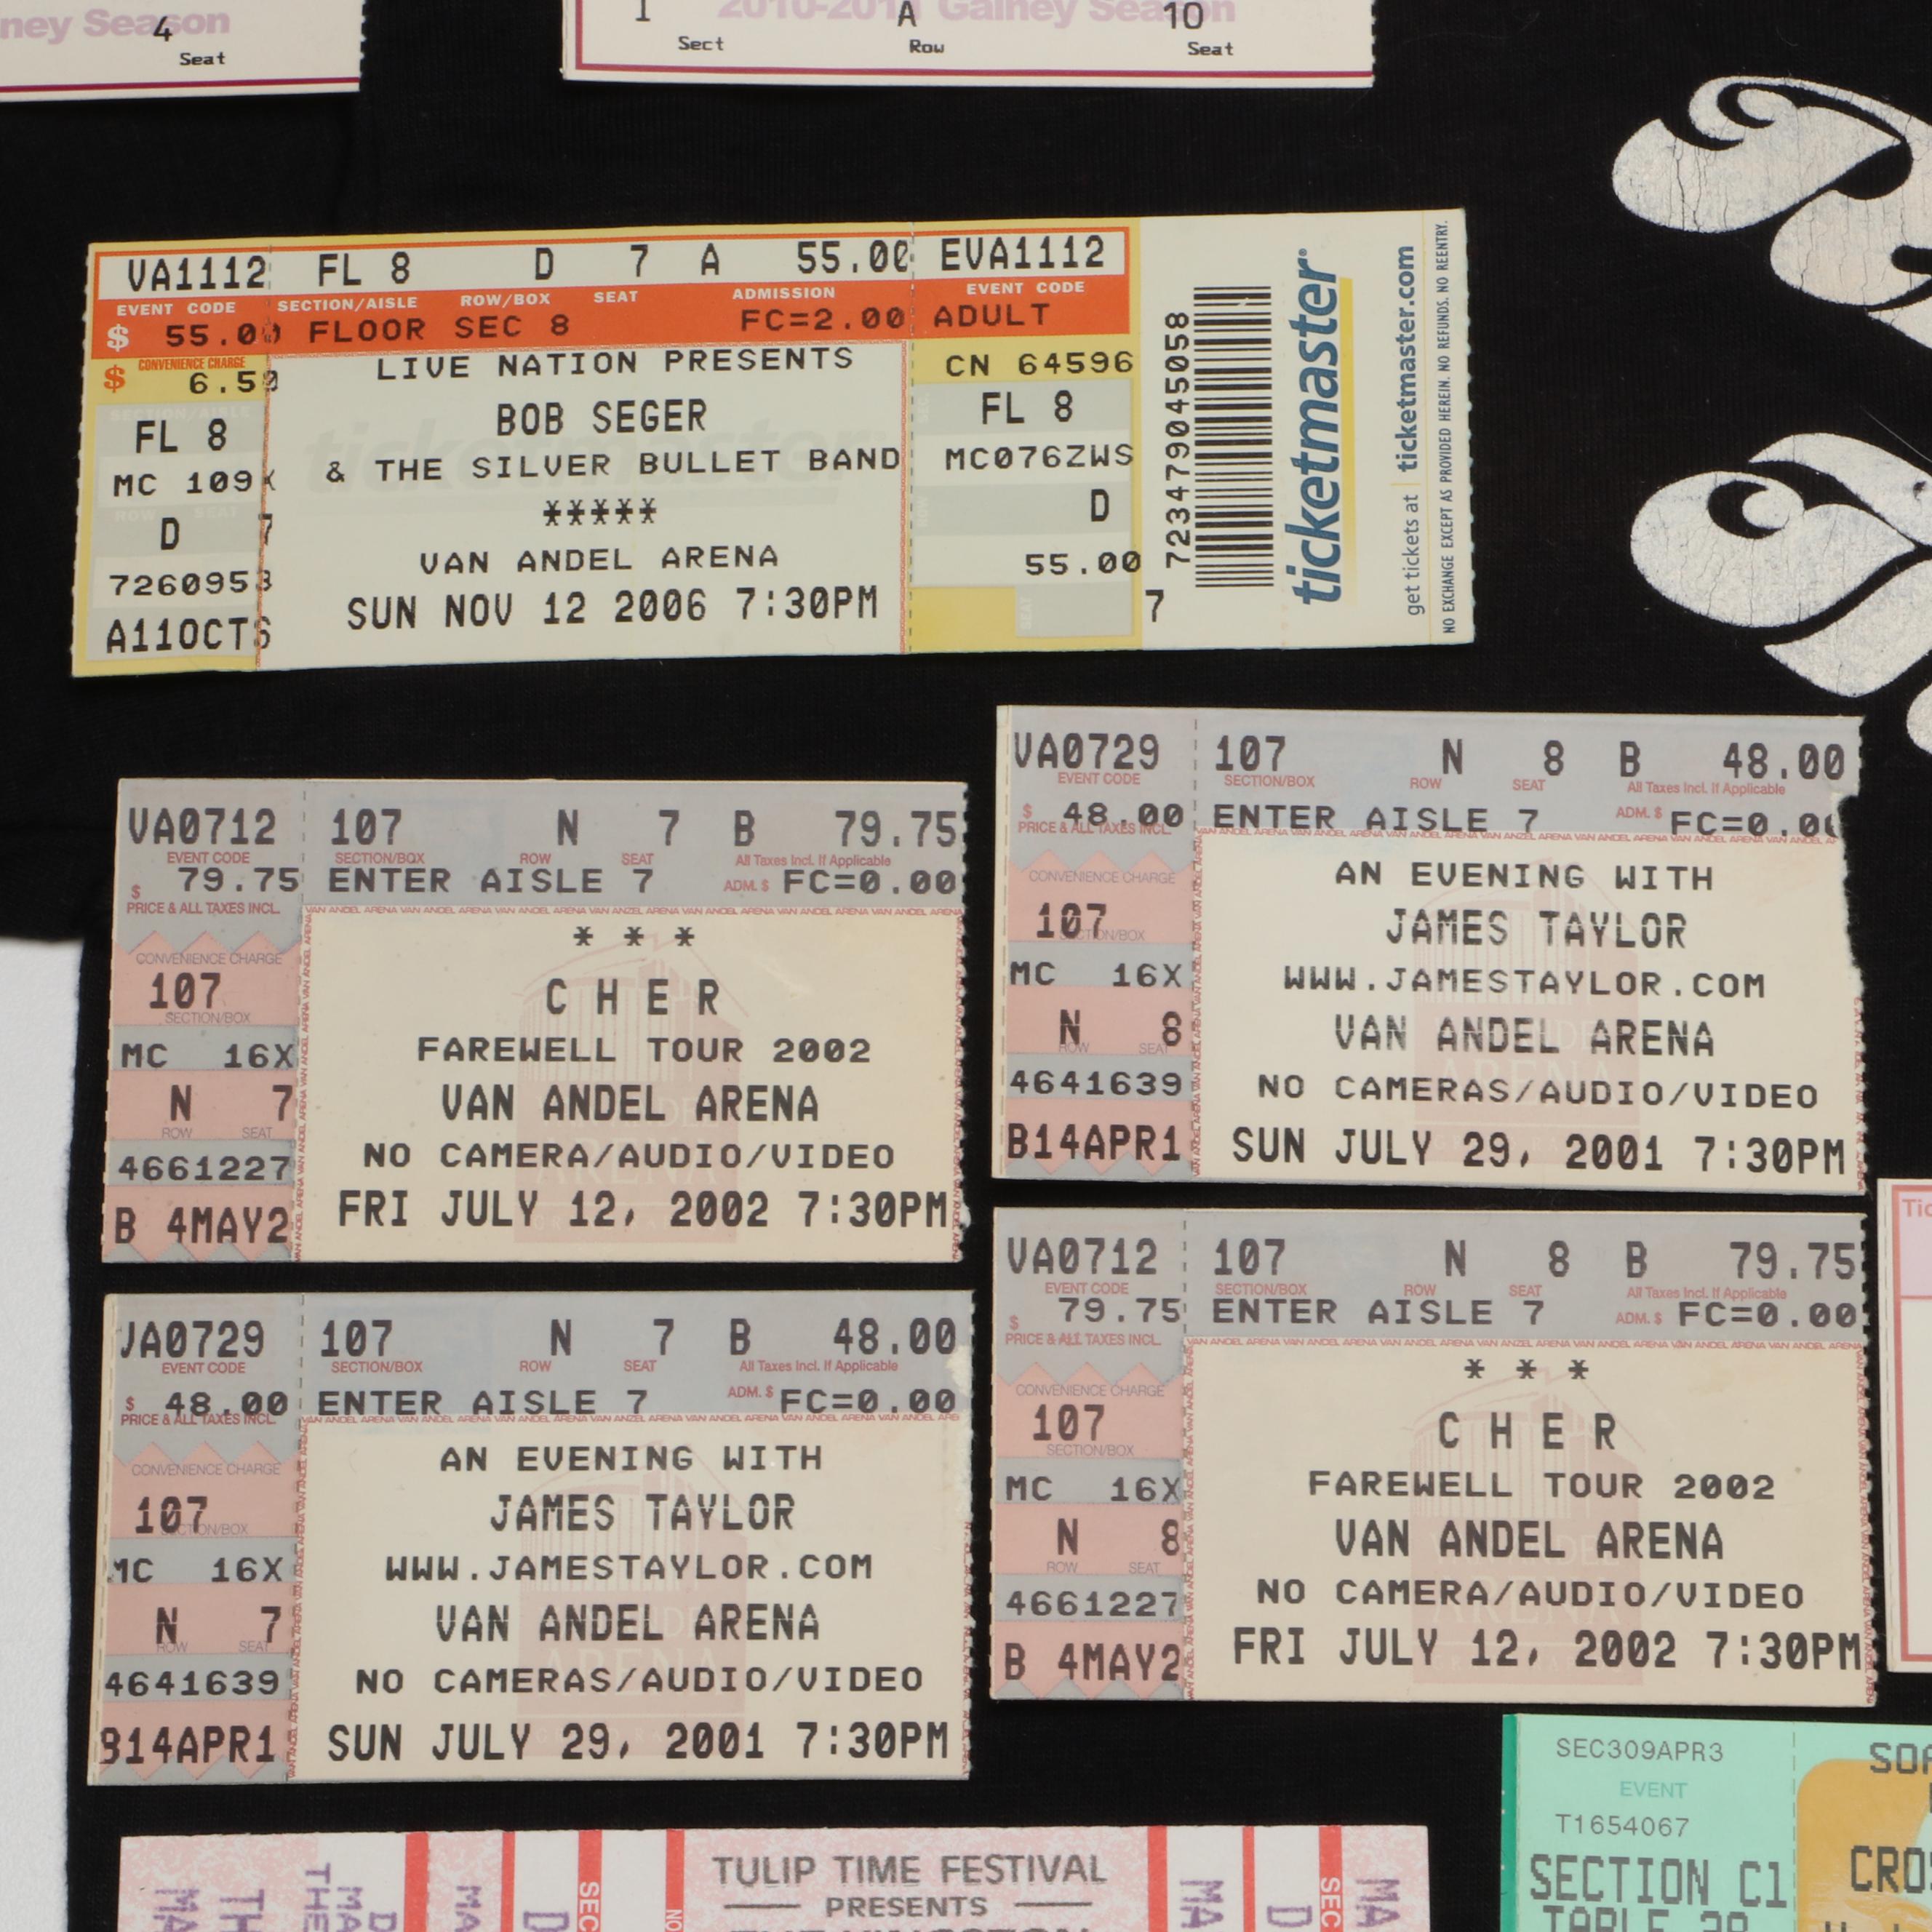 ney Season
4
Seat
2010-2011 Gainey Season
1 A 10
Sect Row Seat
VA1112 FL 8 D 7 A 55.00 EVA1112
EVENT CODE SECTION/AISLE ROW/BOX SEAT ADMISSION EVENT CODE
$ 55.00 FLOOR SEC 8 FC=2.00 ADULT
CONVENIENCE CHARGE
$ 6.50
FL 8
MC 109X
D 7
7260953
A11OCT6
LIVE NATION PRESENTS
BOB SEGER
& THE SILVER BULLET BAND
*****
VAN ANDEL ARENA
SUN NOV 12 2006 7:30PM
CN 64596
FL 8
MC076ZWS
D
55.00
7
723479045058
ticketmaster
get tickets at ticketmaster.com
NO EXCHANGE EXCEPT AS PROVIDED HEREIN. NO REFUNDS. NO REENTRY.
VA0712 107 N 7 B 79.75
EVENT CODE SECTION/BOX ROW SEAT All Taxes Incl. If Applicable
$ 79.75 ENTER AISLE 7 ADM. $ FC=0.00
PRICE & ALL TAXES INCL.
CONVENIENCE CHARGE
107
SECTION/BOX
MC 16X
N 7
ROW SEAT
4661227
B 4MAY2
* * *
C H E R
FAREWELL TOUR 2002
VAN ANDEL ARENA
NO CAMERA/AUDIO/VIDEO
FRI JULY 12, 2002 7:30PM
VA0729 107 N 8 B 48.00
EVENT CODE SECTION/BOX ROW SEAT All Taxes Incl. If Applicable
$ 48.00 ENTER AISLE 7 ADM. $ FC=0.00
PRICE & ALL TAXES INCL.
CONVENIENCE CHARGE
107
SECTION/BOX
MC 16X
N 8
ROW SEAT
4641639
B14APR1
AN EVENING WITH
JAMES TAYLOR
WWW.JAMESTAYLOR.COM
VAN ANDEL ARENA
NO CAMERAS/AUDIO/VIDEO
SUN JULY 29, 2001 7:30PM
VA0729 107 N 7 B 48.00
EVENT CODE SECTION/BOX ROW SEAT All Taxes Incl. If Applicable
$ 48.00 ENTER AISLE 7 ADM. $ FC=0.00
PRICE & ALL TAXES INCL.
CONVENIENCE CHARGE
107
SECTION/BOX
MC 16X
N 7
ROW SEAT
4641639
B14APR1
AN EVENING WITH
JAMES TAYLOR
WWW.JAMESTAYLOR.COM
VAN ANDEL ARENA
NO CAMERAS/AUDIO/VIDEO
SUN JULY 29, 2001 7:30PM
VA0712 107 N 8 B 79.75
EVENT CODE SECTION/BOX ROW SEAT All Taxes Incl. If Applicable
$ 79.75 ENTER AISLE 7 ADM. $ FC=0.00
PRICE & ALL TAXES INCL.
CONVENIENCE CHARGE
107
SECTION/BOX
MC 16X
N 8
ROW SEAT
4661227
B 4MAY2
* * *
C H E R
FAREWELL TOUR 2002
VAN ANDEL ARENA
NO CAMERA/AUDIO/VIDEO
FRI JULY 12, 2002 7:30PM
SEC309APR3
EVENT
T1654067
SECTION C1
TULIP TIME FESTIVAL
PRESENTS